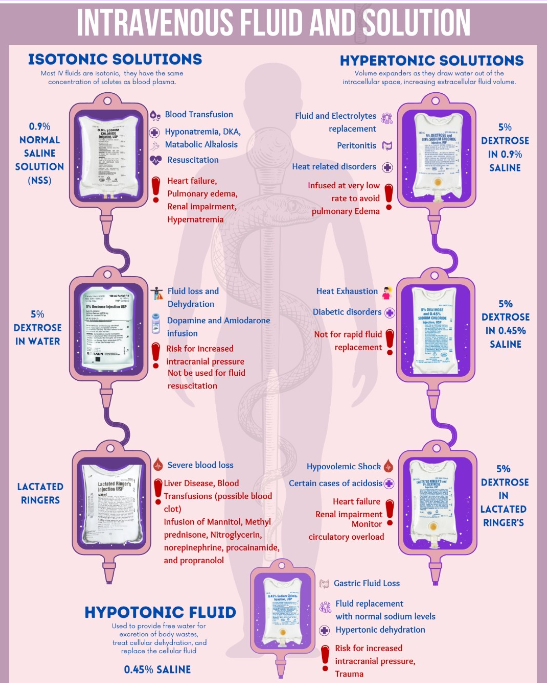 INTRAVENOUS FLUID AND SOLUTION
ISOTONIC SOLUTIONS
Most IV fluids are isotonic, they have the same
concentration of solutes as blood plasma.
0.9%
NORMAL
SALINE
SOLUTION
(NSS)
Blood Transfusion
Hyponatremia, DKA,
Metabolic Alkalosis
Resuscitation
Heart failure,
Pulmonary edema,
Renal impairment,
Hypernatremia
5%
DEXTROSE
IN WATER
5% Dextrose Injection USP
Fluid loss and
Dehydration
Dopamine and Amiodarone
infusion
Risk for increased
intracranial pressure
Not be used for fluid
resuscitation
LACTATED
RINGERS
Lactated Ringers
Injection USP
Severe blood loss
Liver Disease, Blood
Transfusions (possible blood
clot)
Infusion of Mannitol, Methyl
prednisone, Nitroglycerin,
norepinephrine, procainamide,
and propranolol
HYPERTONIC SOLUTIONS
Volume expanders as they draw water out of the
intracellular space, increasing extracellular fluid volume.
Fluid and Electrolytes
replacement
Peritonitis
Heat related disorders
Infused at very low
rate to avoid
pulmonary Edema
5%
DEXTROSE
IN 0.9%
SALINE
Heat Exhaustion
Diabetic disorders
Not for rapid fluid
replacement
5%
DEXTROSE
IN 0.45%
SALINE
Hypovolemic Shock
Certain cases of acidosis
Heart failure
Renal impairment
Monitor
circulatory overload
5%
DEXTROSE
IN
LACTATED
RINGER'S
HYPOTONIC FLUID
Used to provide free water for
excretion of body wastes,
treat cellular dehydration, and
replace the cellular fluid
0.45% SALINE
Gastric Fluid Loss
Fluid replacement
with normal sodium levels
Hypertonic dehydration
Risk for increased
intracranial pressure,
Trauma